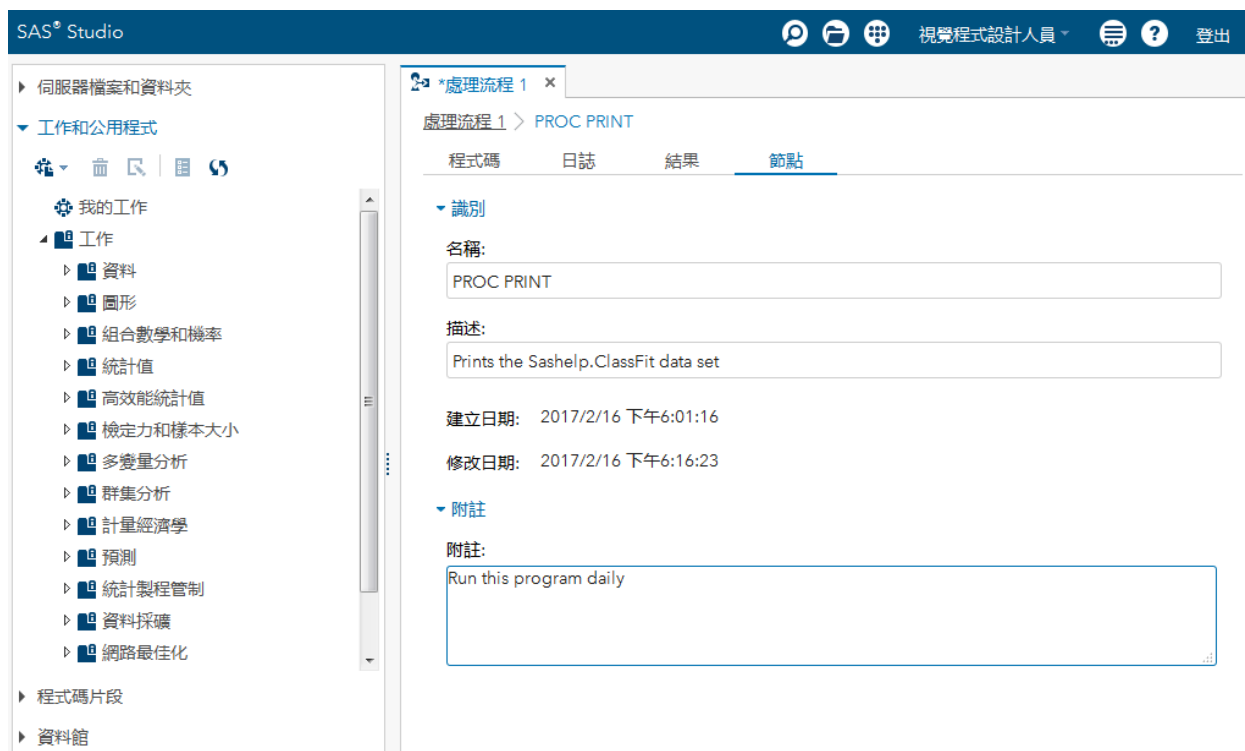 SAS® Studio
視覺程式設計人員
登出
伺服器檔案和資料夾
工作和公用程式
我的工作
工作
資料
圖形
組合數學和機率
統計值
高效能統計值
檢定力和樣本大小
多變量分析
群集分析
計量經濟學
預測
統計製程管制
資料採礦
網路最佳化
程式碼片段
資料館
*處理流程 1
處理流程 1 > PROC PRINT
程式碼 日誌 結果 節點
識別
名稱:
PROC PRINT
描述:
Prints the Sashelp.ClassFit data set
建立日期: 2017/2/16 下午6:01:16
修改日期: 2017/2/16 下午6:16:23
附註
附註:
Run this program daily